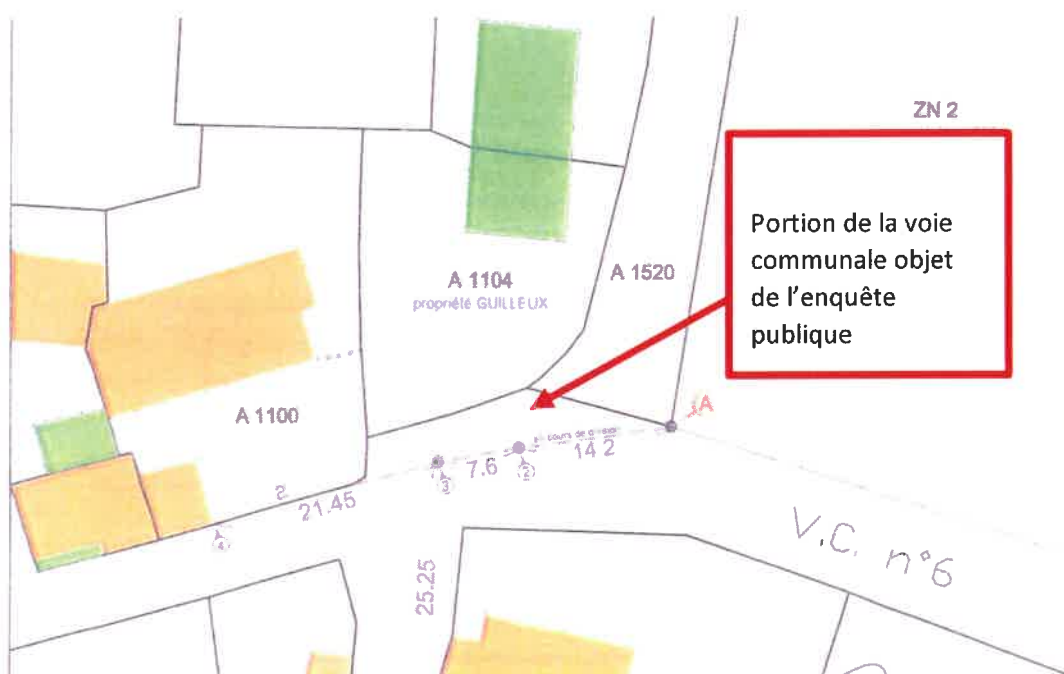 ZN 2
Portion de la voie
communale objet
de l'enquête
publique
A 1104
propriété GUILLEUX
A 1520
A
A 1100
14 2
7.6
2
3
2
21.45
4
25.25
V.C. n°6